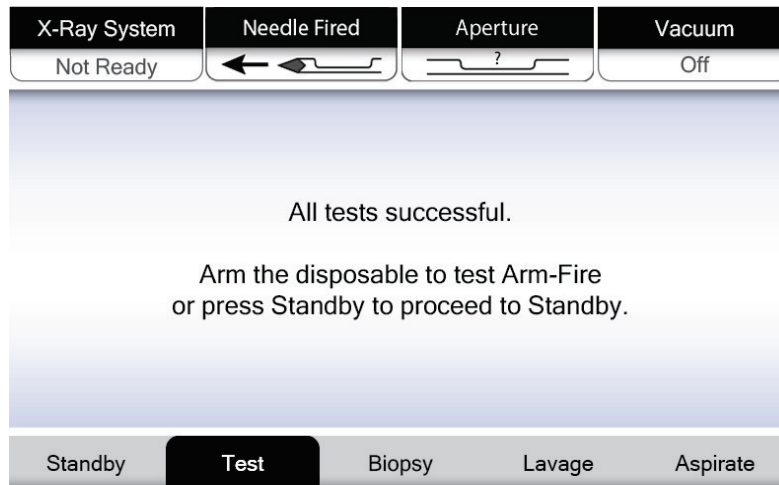 X-Ray System
Not Ready
Needle Fired
Aperture
?
Vacuum
Off
All tests successful.
Arm the disposable to test Arm-Fire
or press Standby to proceed to Standby.
Standby
Test
Biopsy
Lavage
Aspirate